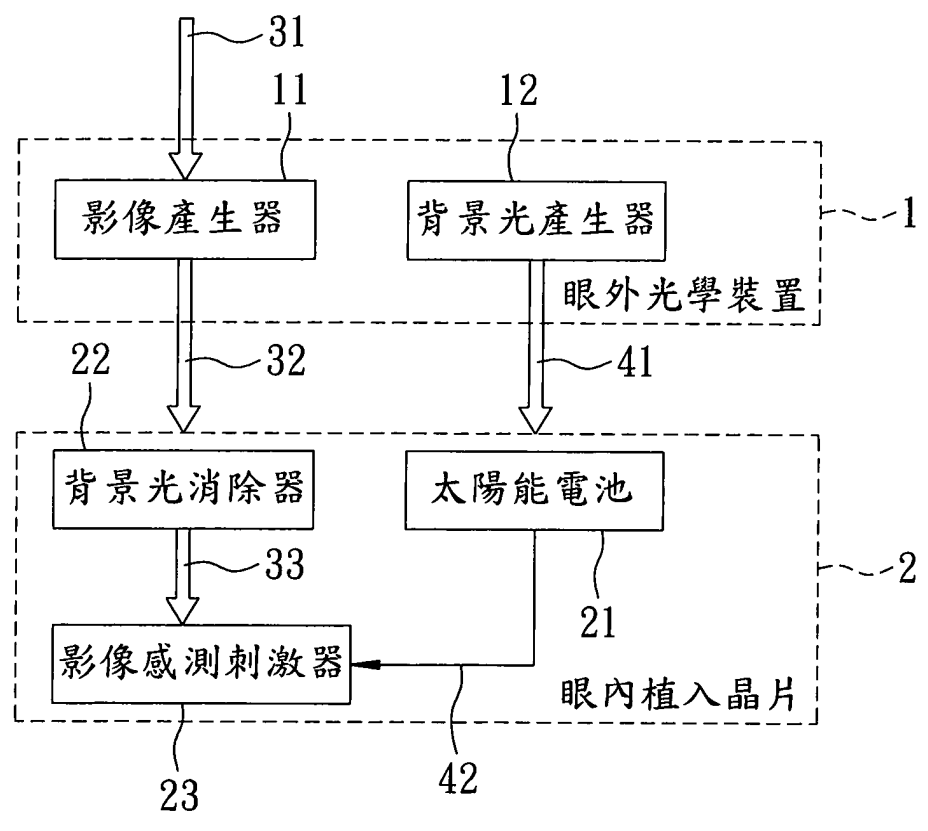 31
11
12
影像產生器
背景光產生器
1
眼外光學裝置
32
41
22
背景光消除器
太陽能電池
33
21
2
影像感測刺激器
眼內植入晶片
42
23